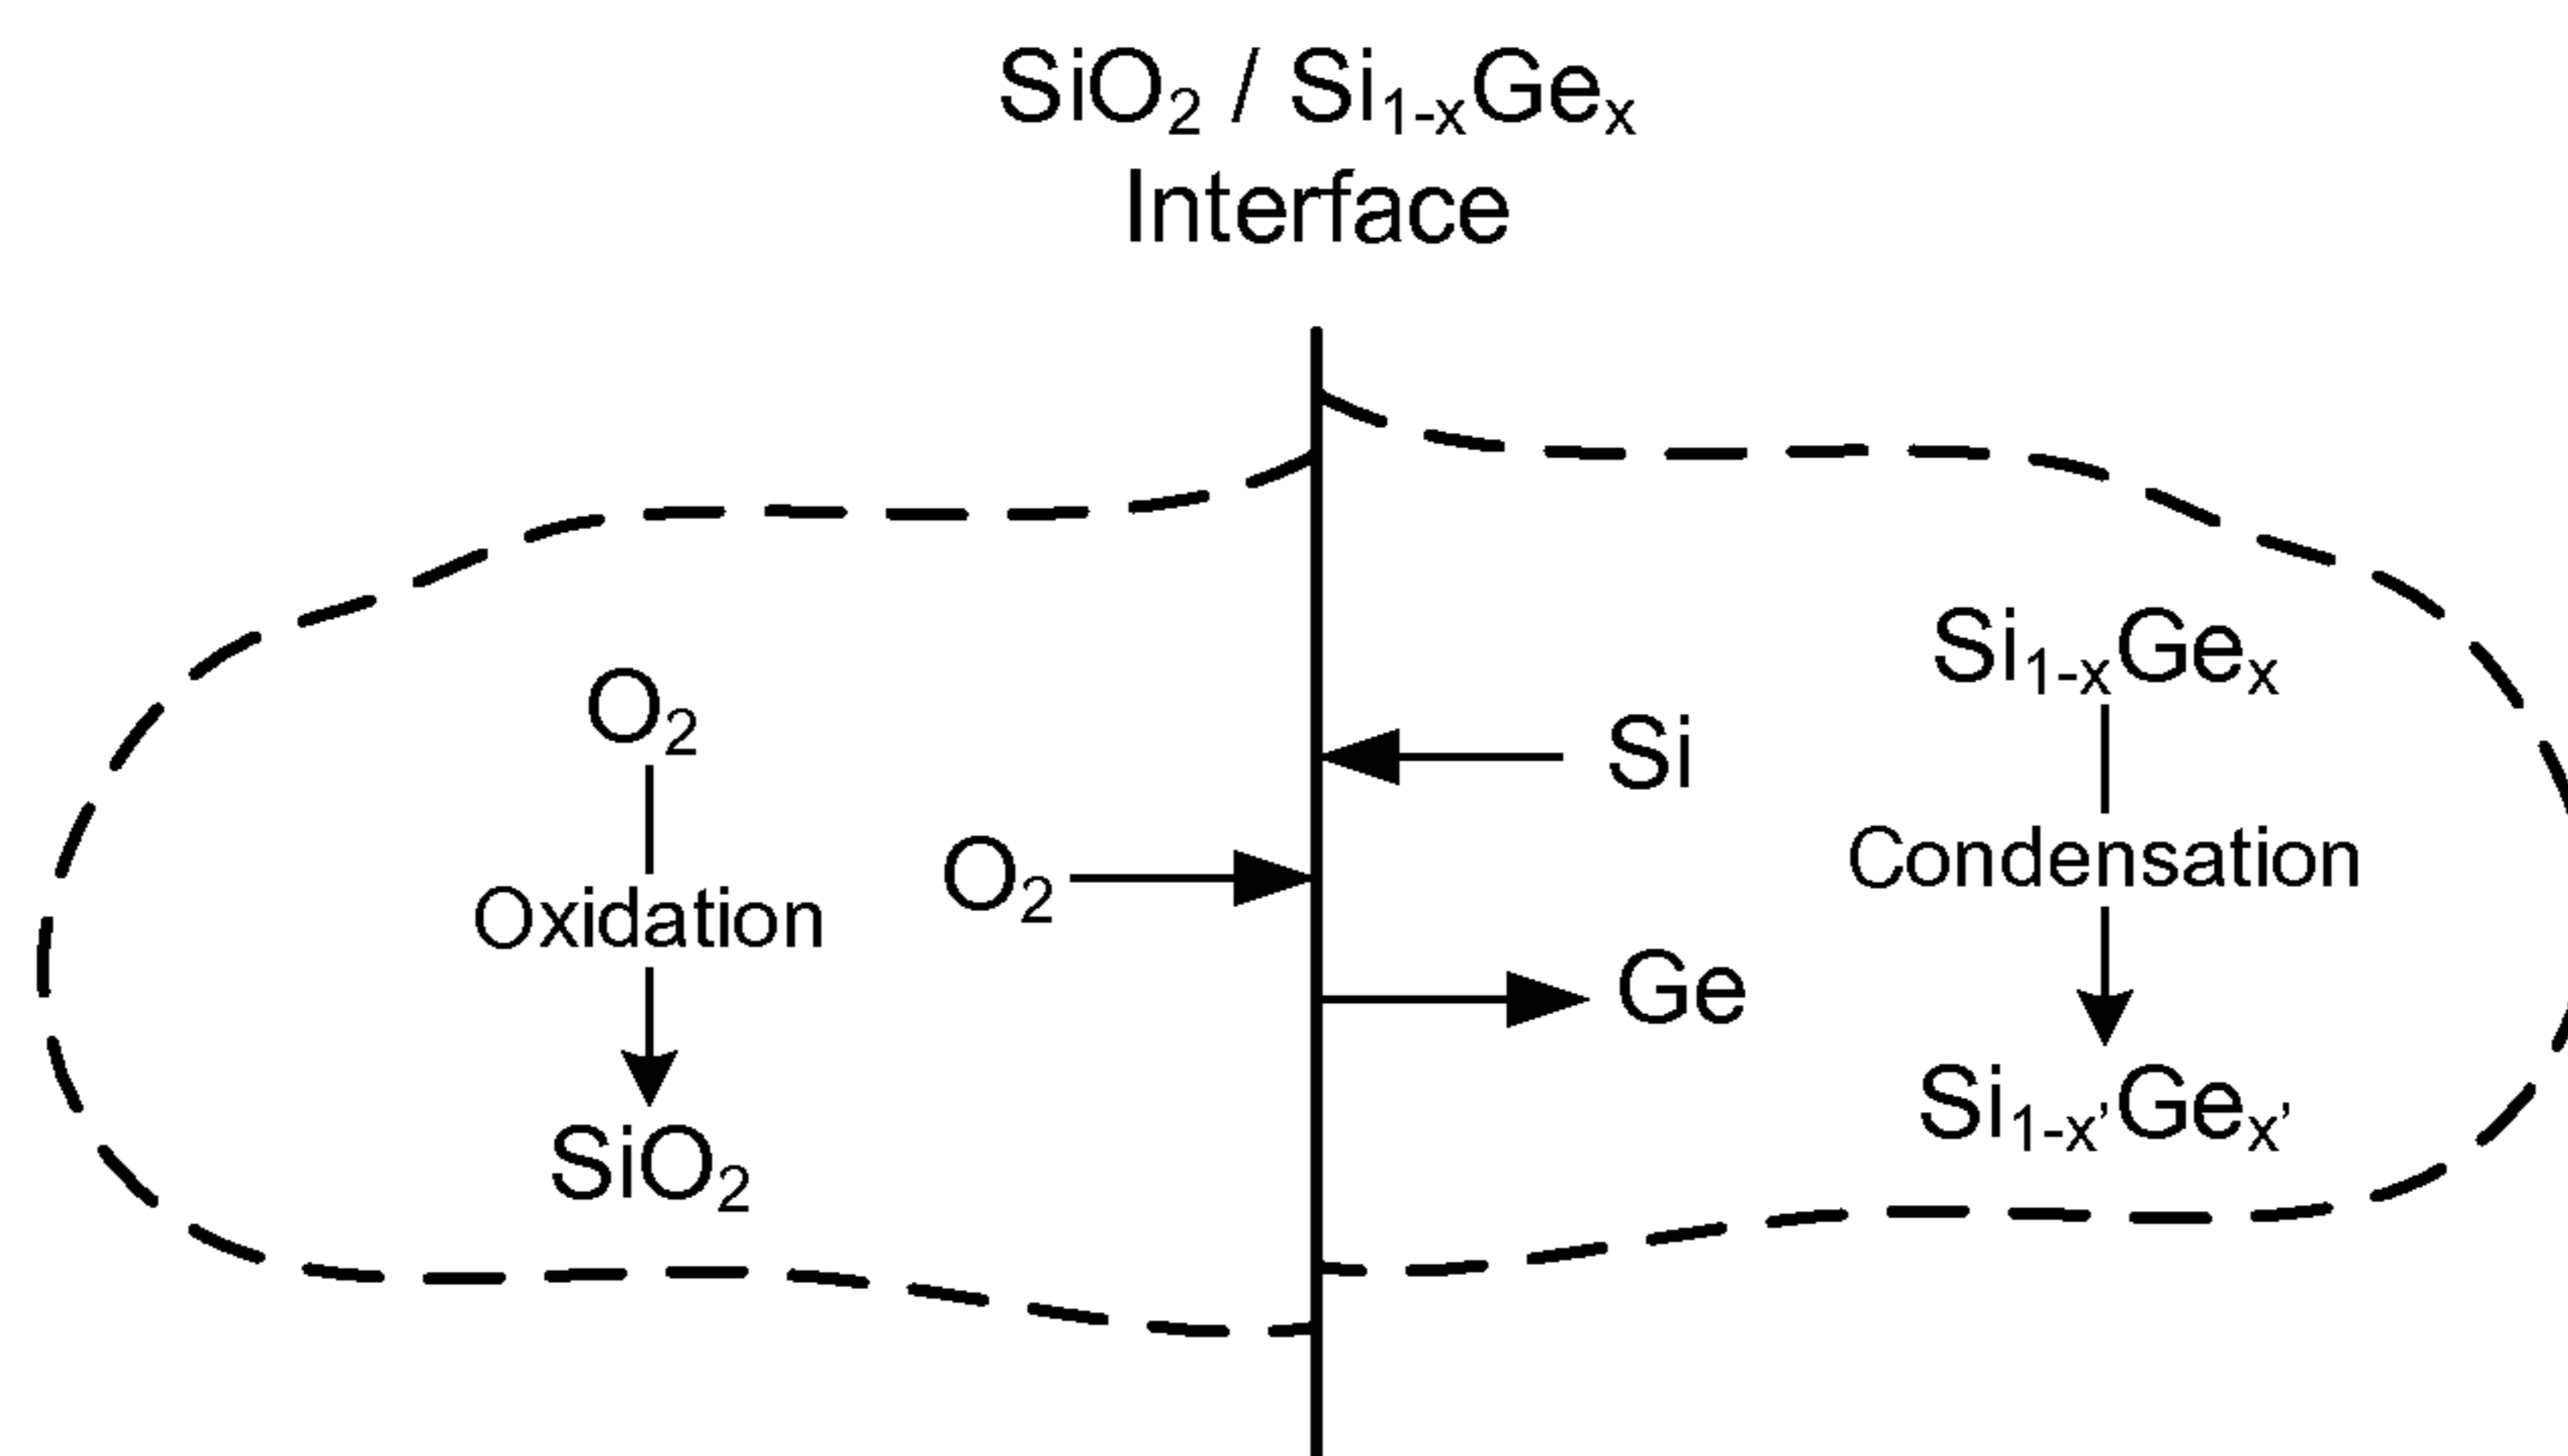 SiO₂ / Si₁₋ₓGeₓ
Interface
O₂
Oxidation
SiO₂
O₂
Si
Ge
Si₁₋ₓGeₓ
Condensation
Si₁₋ₓ’Geₓ’